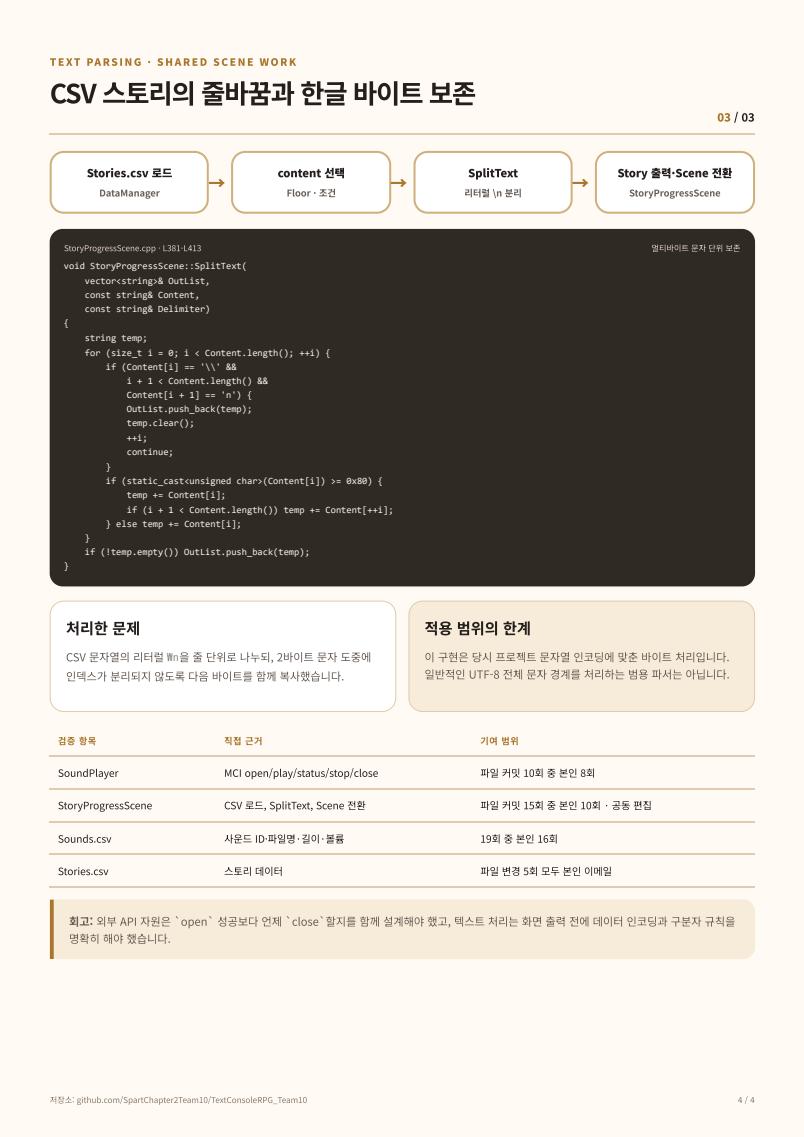 TEXT PARSING · SHARED SCENE WORK
CSV 스토리의 줄바꿈과 한글 바이트 보존
03 / 03
Stories.csv 로드
DataManager
→
content 선택
Floor · 조건
→
SplitText
리터럴 \n 분리
→
Story 출력·Scene 전환
StoryProgressScene
StoryProgressScene.cpp · L381-L413
멀티바이트 문자 단위 보존
void StoryProgressScene::SplitText(
    vector<string>& OutList,
    const string& Content,
    const string& Delimiter)
{
    string temp;
    for (size_t i = 0; i < Content.length(); ++i) {
        if (Content[i] == '\\' &&
            i + 1 < Content.length() &&
            Content[i + 1] == 'n') {
            OutList.push_back(temp);
            temp.clear();
            ++i;
            continue;
        }
        if (static_cast<unsigned char>(Content[i]) >= 0x80) {
            temp += Content[i];
            if (i + 1 < Content.length()) temp += Content[++i];
        } else temp += Content[i];
    }
    if (!temp.empty()) OutList.push_back(temp);
}
처리한 문제
CSV 문자열의 리터럴 ₩n을 줄 단위로 나누되, 2바이트 문자 도중에
인덱스가 분리되지 않도록 다음 바이트를 함께 복사했습니다.
적용 범위의 한계
이 구현은 당시 프로젝트 문자열 인코딩에 맞춘 바이트 처리입니다.
일반적인 UTF-8 전체 문자 경계를 처리하는 범용 파서는 아닙니다.
검증 항목 직접 근거 기여 범위
SoundPlayer MCI open/play/status/stop/close 파일 커밋 10회 중 본인 8회
StoryProgressScene CSV 로드, SplitText, Scene 전환 파일 커밋 15회 중 본인 10회 · 공동 편집
Sounds.csv 사운드 ID·파일명·길이·볼륨 19회 중 본인 16회
Stories.csv 스토리 데이터 파일 변경 5회 모두 본인 이메일
회고: 외부 API 자원은 `open` 성공보다 언제 `close`할지를 함께 설계해야 했고, 텍스트 처리는 화면 출력 전에 데이터 인코딩과 구분자 규칙을
명확히 해야 했습니다.
저장소: github.com/SpartChapter2Team10/TextConsoleRPG_Team10
4 / 4